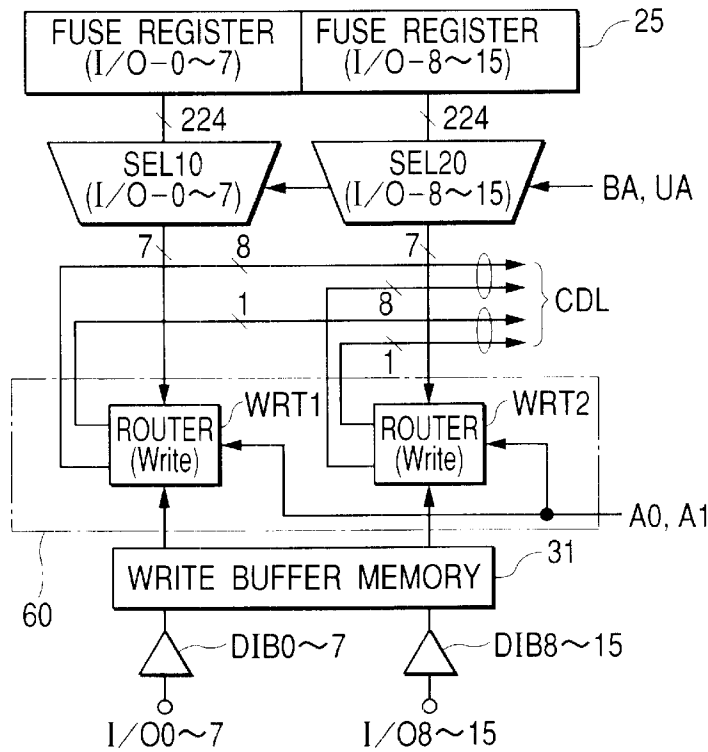 FUSE REGISTER
(I/O-0~7)
FUSE REGISTER
(I/O-8~15)
25
224
224
SEL10
(I/O-0~7)
SEL20
(I/O-8~15)
BA, UA
7
8
7
1
8
CDL
1
WRT1
WRT2
ROUTER
(Write)
ROUTER
(Write)
A0, A1
31
WRITE BUFFER MEMORY
60
DIB0~7
DIB8~15
I/O0~7
I/O8~15